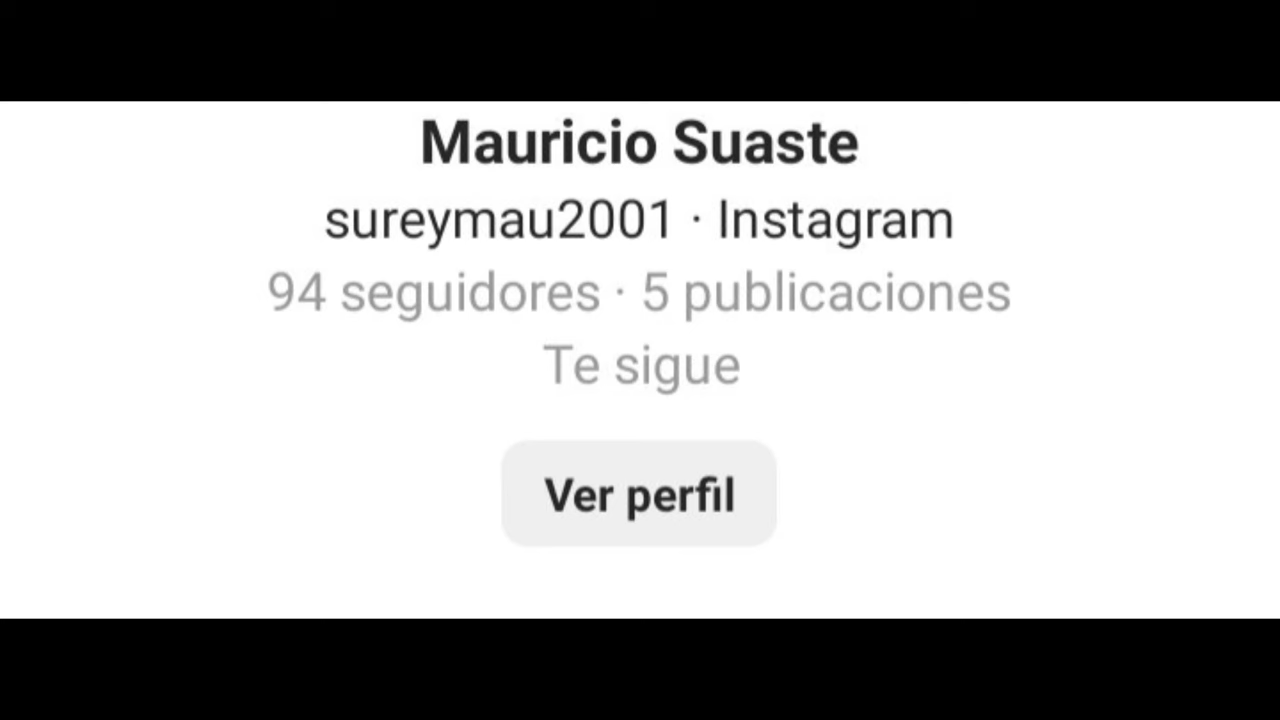 Mauricio Suaste
sureymau2001 · Instagram
94 seguidores · 5 publicaciones
Te sigue
Ver perfil